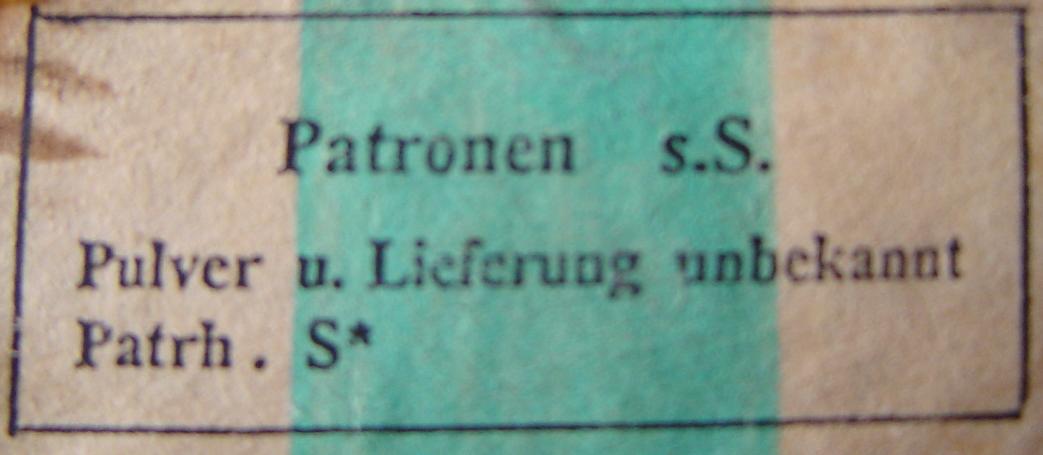 Patronen s.S.
Pulver u. Lieferung unbekannt
Patrh. S*